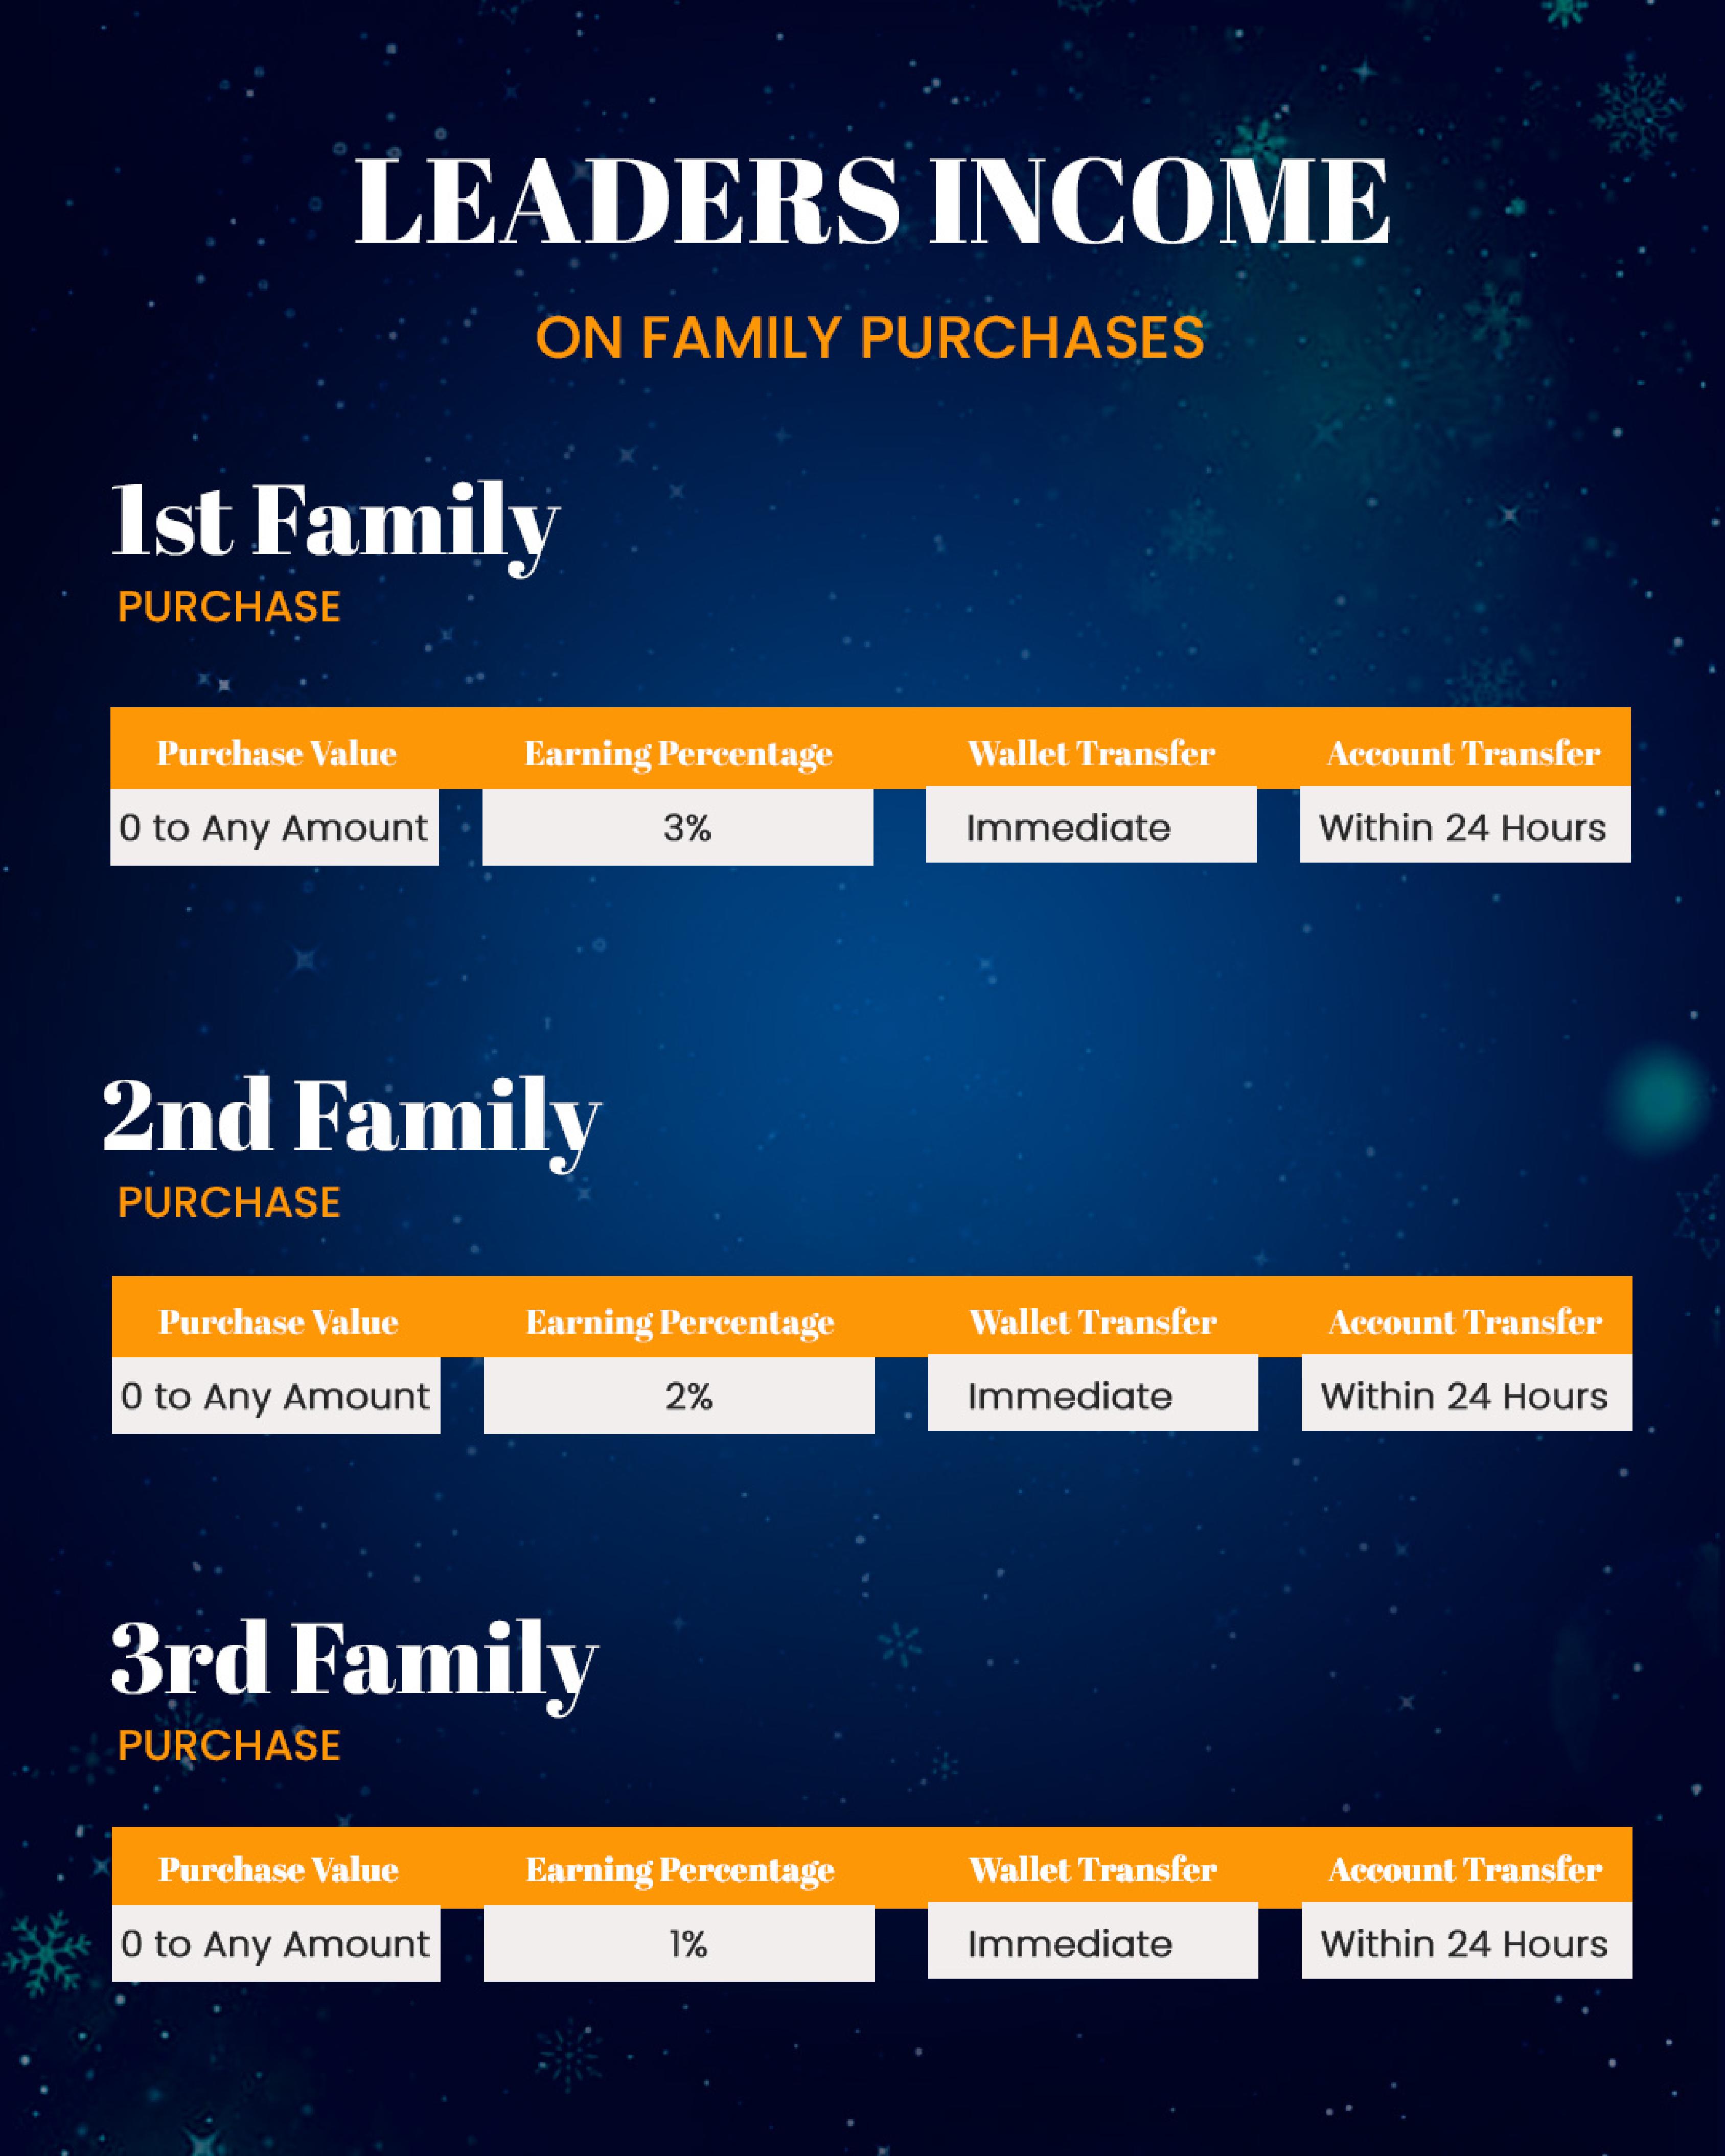 LEADERS INCOME
ON FAMILY PURCHASES
1st Family
PURCHASE
Purchase Value Earning Percentage Wallet Transfer Account Transfer
0 to Any Amount 3% Immediate Within 24 Hours
2nd Family
PURCHASE
Purchase Value Earning Percentage Wallet Transfer Account Transfer
0 to Any Amount 2% Immediate Within 24 Hours
3rd Family
PURCHASE
Purchase Value Earning Percentage Wallet Transfer Account Transfer
0 to Any Amount 1% Immediate Within 24 Hours